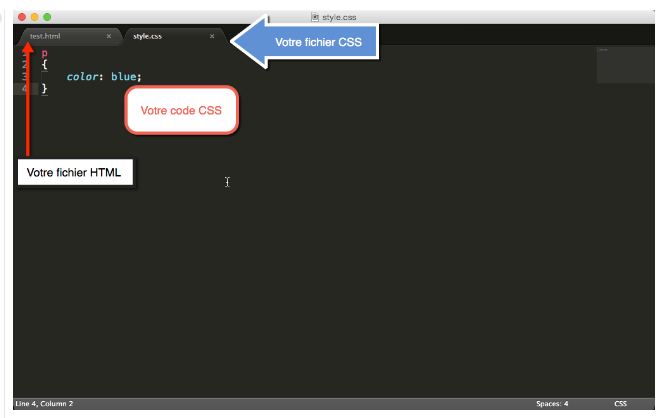 style.css
test.html × style.css ×
Votre fichier CSS
1 p
2 {
3 color: blue;
4 }
Votre code CSS
Votre fichier HTML
Line 4, Column 2 Spaces: 4 CSS